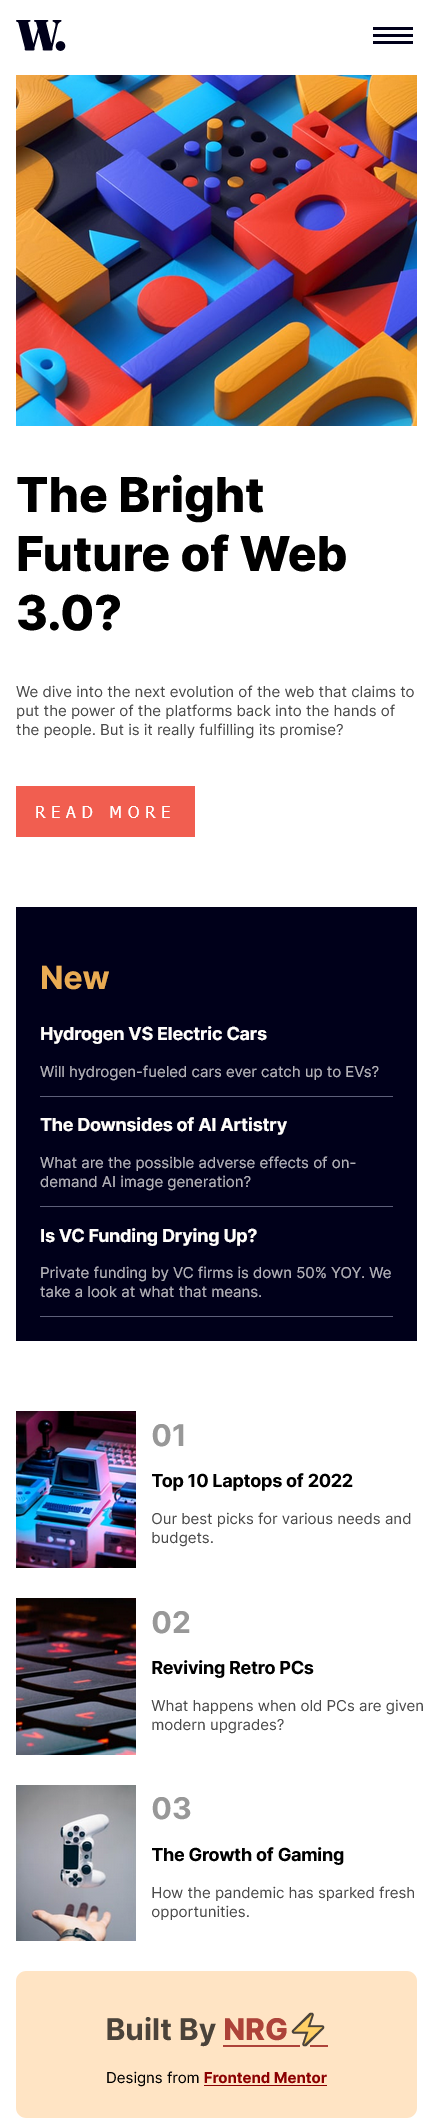 W.
The Bright
Future of Web
3.0?
We dive into the next evolution of the web that claims to
put the power of the platforms back into the hands of
the people. But is it really fulfilling its promise?
READ MORE
New
Hydrogen VS Electric Cars
Will hydrogen-fueled cars ever catch up to EVs?
The Downsides of AI Artistry
What are the possible adverse effects of on-
demand AI image generation?
Is VC Funding Drying Up?
Private funding by VC firms is down 50% YOY. We
take a look at what that means.
01
Top 10 Laptops of 2022
Our best picks for various needs and
budgets.
02
Reviving Retro PCs
What happens when old PCs are given
modern upgrades?
03
The Growth of Gaming
How the pandemic has sparked fresh
opportunities.
Built By NRG⚡
Designs from Frontend Mentor